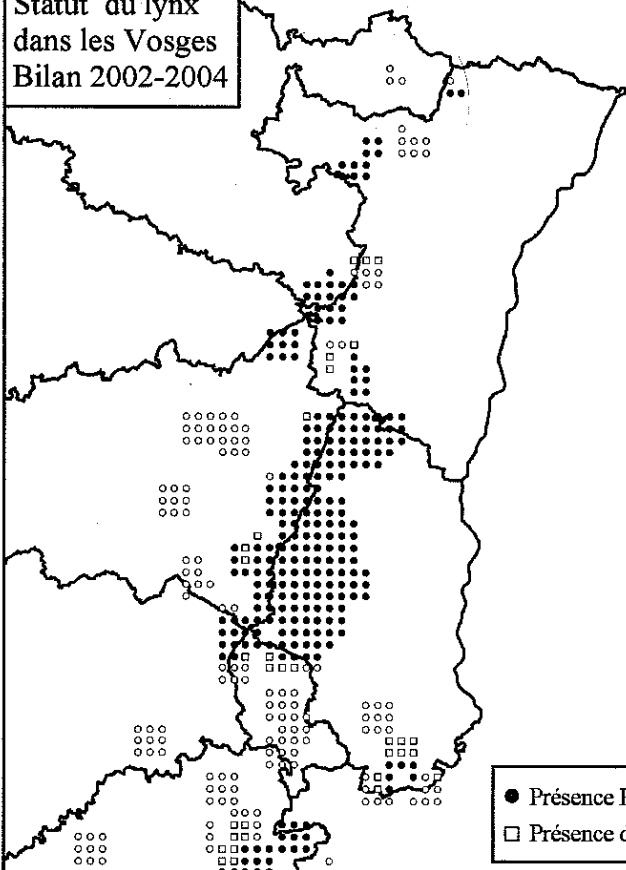 Statut du lynx
dans les Vosges
Bilan 2002-2004
Présence
Présence